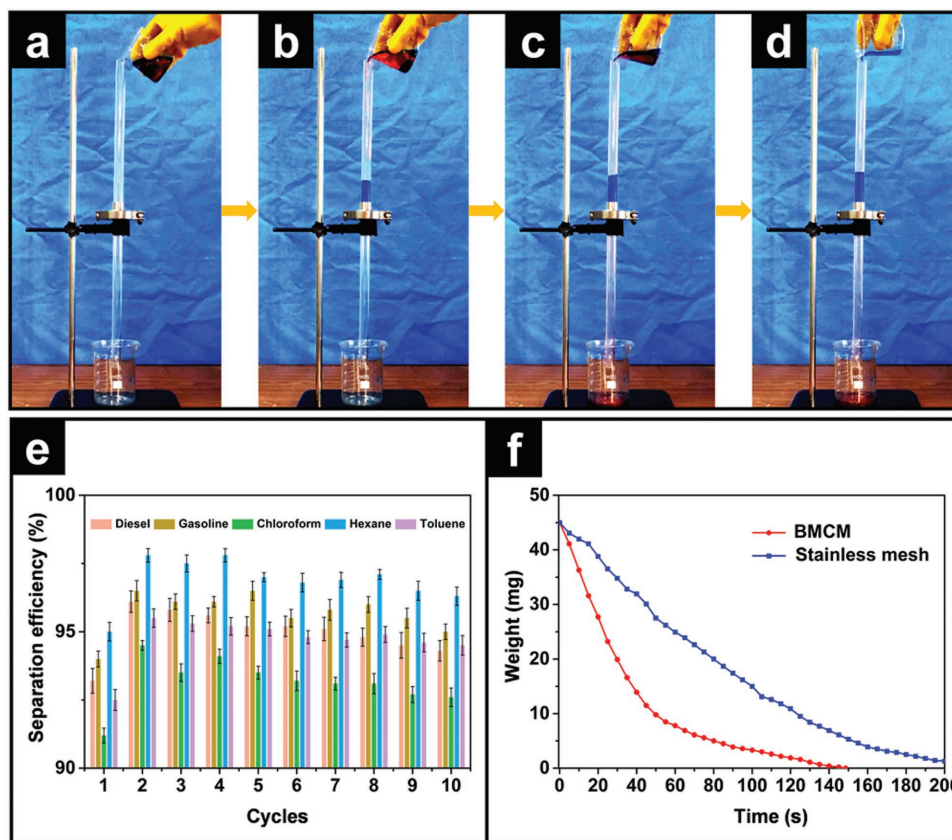 a
b
c
d
e
100
95
90
Separation efficiency (%)
Diesel
Gasoline
Chloroform
Hexane
Toluene
1 2 3 4 5 6 7 8 9 10
Cycles
f
50
40
30
20
10
0
Weight (mg)
BMCM
Stainless mesh
0 20 40 60 80 100 120 140 160 180 200
Time (s)